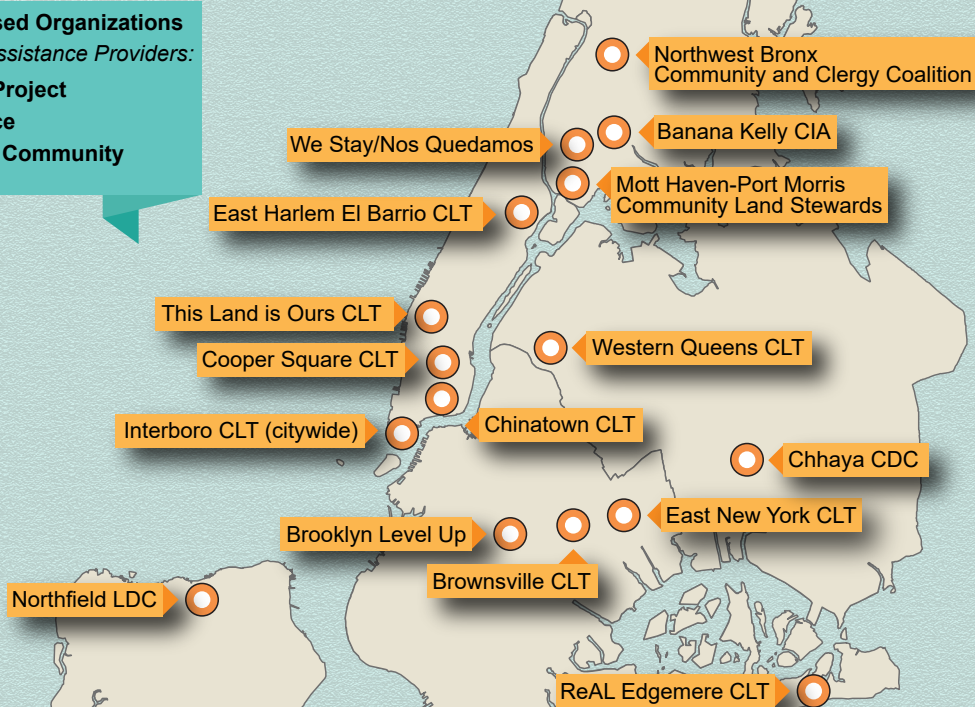 sed Organizations
ssistance Providers:
Project
ce
Community
Northwest Bronx
Community and Clergy Coalition
Banana Kelly CIA
We Stay/Nos Quedamos
Mott Haven-Port Morris
Community Land Stewards
East Harlem El Barrio CLT
This Land is Ours CLT
Western Queens CLT
Cooper Square CLT
Chinatown CLT
Interboro CLT (citywide)
Chhaya CDC
East New York CLT
Brooklyn Level Up
Brownsville CLT
Northfield LDC
ReAL Edgemere CLT